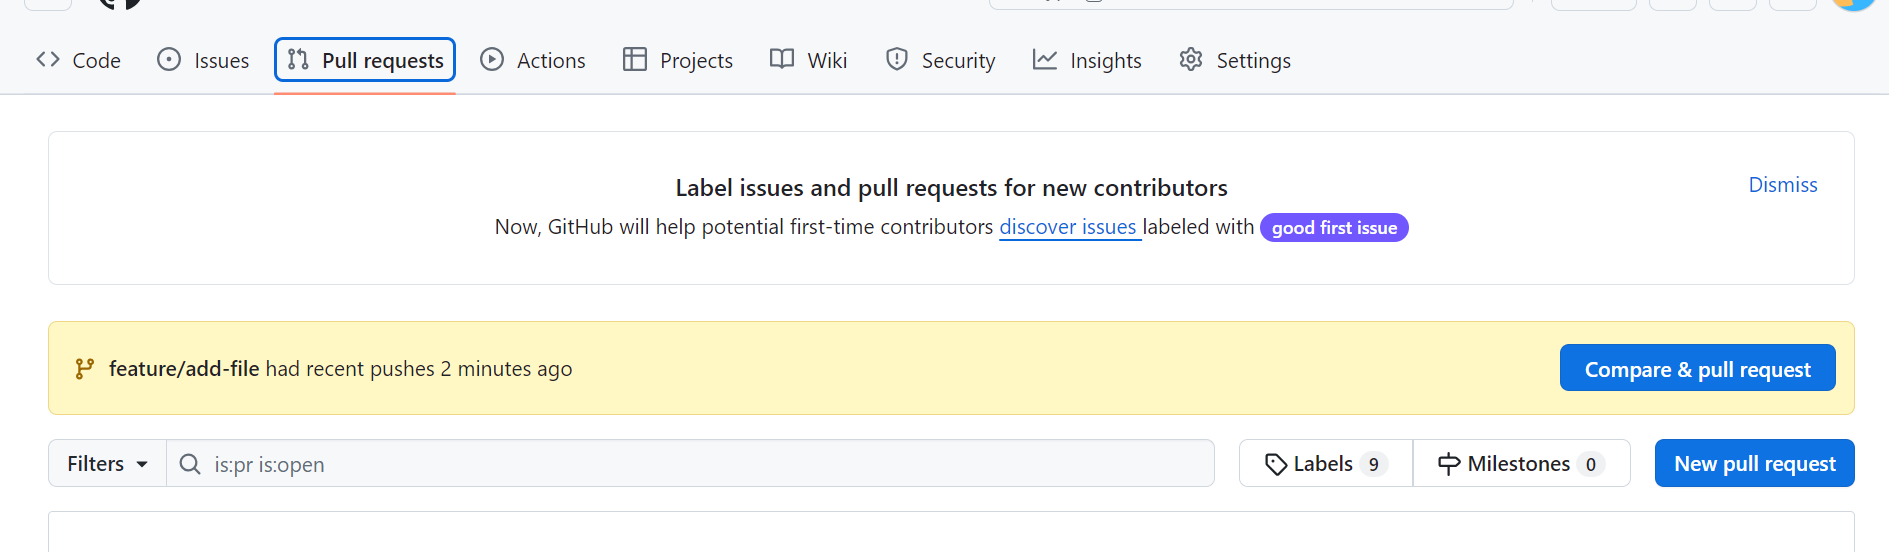 Code Issues Pull requests Actions Projects Wiki Security Insights Settings
Label issues and pull requests for new contributors
Dismiss
Now, GitHub will help potential first-time contributors discover issues labeled with good first issue
feature/add-file had recent pushes 2 minutes ago
Compare & pull request
Filters is:pr is:open Labels 9 Milestones 0 New pull request